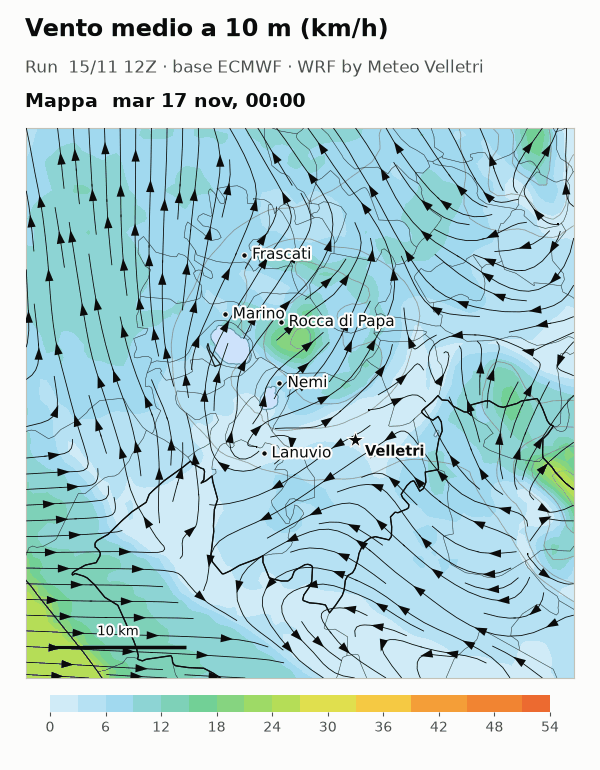 Vento medio a 10 m (km/h)
Run  15/11 12Z · base ECMWF · WRF by Meteo Velletri
Mappa  mar 17 nov, 00:00
Frascati
Marino
Rocca di Papa
Nemi
Velletri
Lanuvio
10 km
0 6 12 18 24 30 36 42 48 54